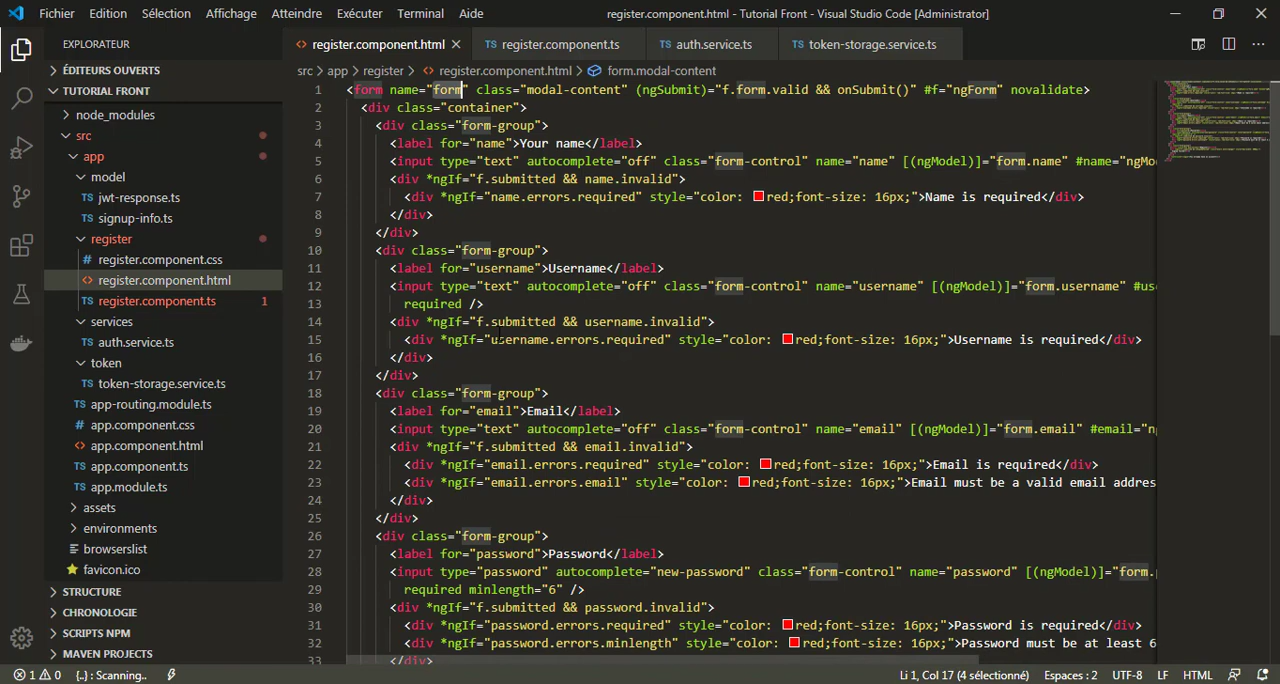 Fichier Edition Sélection Affichage Atteindre Exécuter Terminal Aide register.component.html - Tutorial Front - Visual Studio Code [Administrator]
EXPLORATEUR
ÉDITEURS OUVERTS
TUTORIAL FRONT
node_modules
src
app
model
TS jwt-response.ts
TS signup-info.ts
register
# register.component.css
<> register.component.html
TS register.component.ts 1
services
TS auth.service.ts
token
TS token-storage.service.ts
TS app-routing.module.ts
# app.component.css
<> app.component.html
TS app.component.ts
TS app.module.ts
assets
environments
browserslist
favicon.ico
STRUCTURE
CHRONOLOGIE
SCRIPTS NPM
MAVEN PROJECTS
<> register.component.html × TS register.component.ts TS auth.service.ts TS token-storage.service.ts
src > app > register > <> register.component.html > form.modal-content
1 <form name="form" class="modal-content" (ngSubmit)="f.form.valid && onSubmit()" #f="ngForm" novalidate>
2 <div class="container">
3 <div class="form-group">
4 <label for="name">Your name</label>
5 <input type="text" autocomplete="off" class="form-control" name="name" [(ngModel)]="form.name" #name="ngMo
6 <div *ngIf="f.submitted && name.invalid">
7 <div *ngIf="name.errors.required" style="color: red;font-size: 16px;">Name is required</div>
8 </div>
9 </div>
10 <div class="form-group">
11 <label for="username">Username</label>
12 <input type="text" autocomplete="off" class="form-control" name="username" [(ngModel)]="form.username" #us
13 required />
14 <div *ngIf="f.submitted && username.invalid">
15 <div *ngIf="username.errors.required" style="color: red;font-size: 16px;">Username is required</div>
16 </div>
17 </div>
18 <div class="form-group">
19 <label for="email">Email</label>
20 <input type="text" autocomplete="off" class="form-control" name="email" [(ngModel)]="form.email" #email="n
21 <div *ngIf="f.submitted && email.invalid">
22 <div *ngIf="email.errors.required" style="color: red;font-size: 16px;">Email is required</div>
23 <div *ngIf="email.errors.email" style="color: red;font-size: 16px;">Email must be a valid email addres
24 </div>
25 </div>
26 <div class="form-group">
27 <label for="password">Password</label>
28 <input type="password" autocomplete="new-password" class="form-control" name="password" [(ngModel)]="form.
29 required minlength="6" />
30 <div *ngIf="f.submitted && password.invalid">
31 <div *ngIf="password.errors.required" style="color: red;font-size: 16px;">Password is required</div>
32 <div *ngIf="password.errors.minlength" style="color: red;font-size: 16px;">Password must be at least 6
33 </div>
1 0 {..} : Scanning.. Li 1, Col 17 (4 sélectionné) Espaces : 2 UTF-8 LF HTML